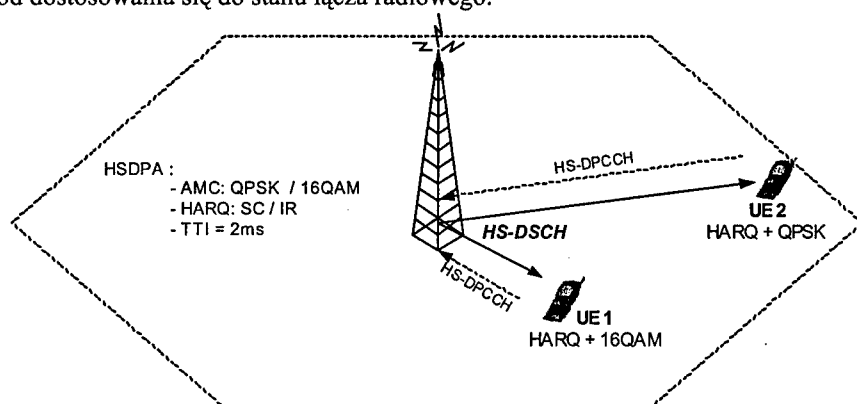 od dostosowania się do stanu łącza radiowego.
HSDPA :
- AMC: QPSK / 16QAM
- HARQ: SC / IR
- TTI = 2ms
HS-DPCCH
UE 2
HARQ + QPSK
HS-DSCH
HS-DPCCH
UE 1
HARQ + 16QAM